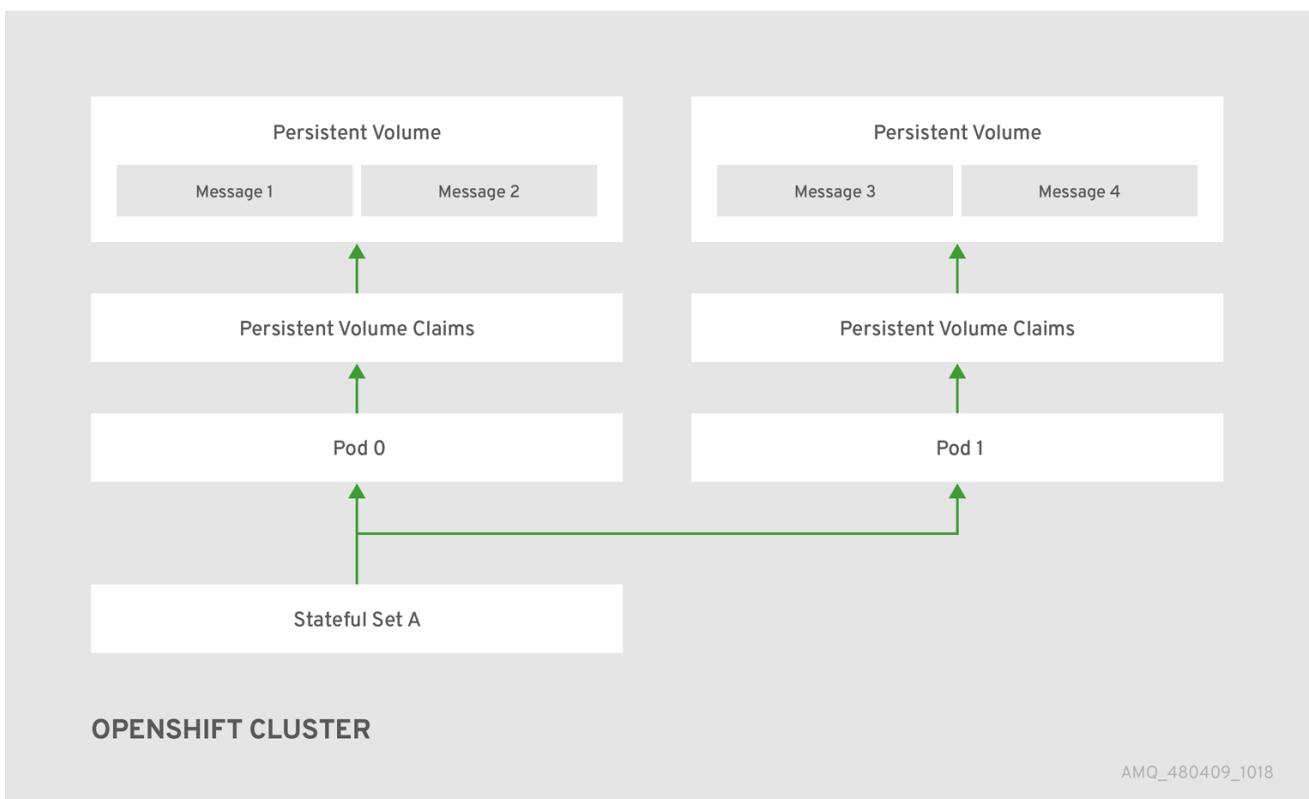 Persistent Volume
Message 1
Message 2
Persistent Volume Claims
Pod 0
Persistent Volume
Message 3
Message 4
Persistent Volume Claims
Pod 1
Stateful Set A
OPENSHIFT CLUSTER
AMQ_480409_1018